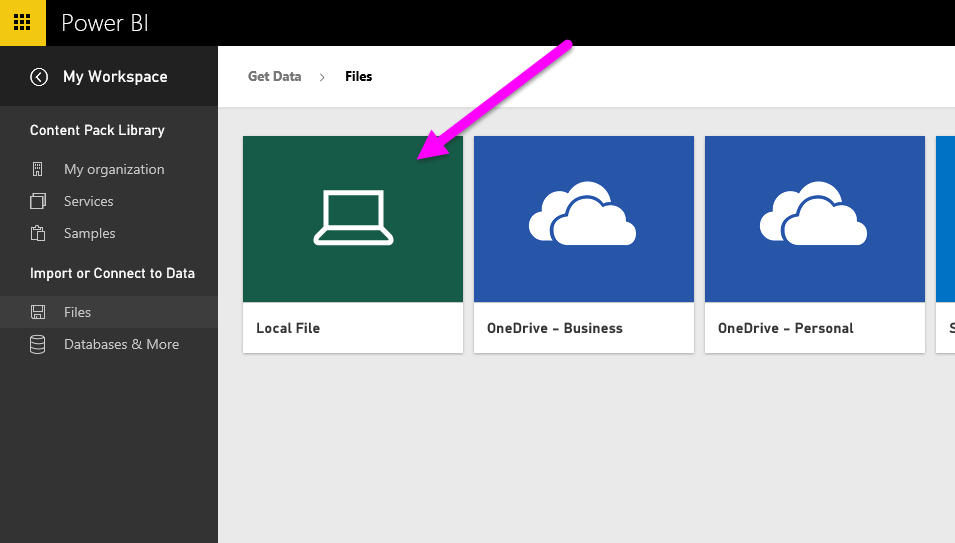 Power BI
My Workspace
Get Data > Files
Content Pack Library
My organization
Services
Samples
Import or Connect to Data
Files
Databases & More
Local File
OneDrive – Business
OneDrive – Personal
S